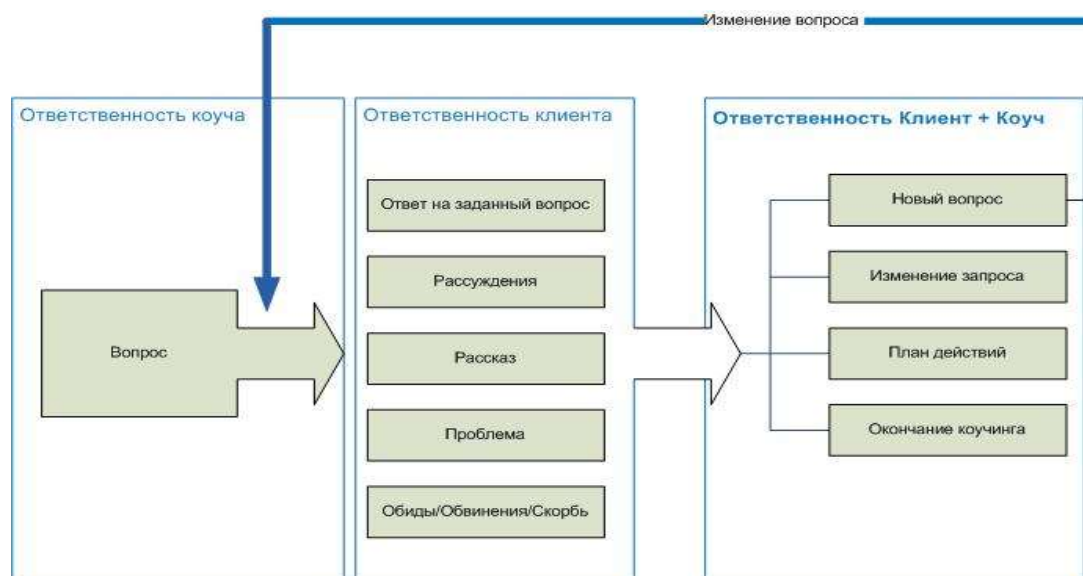 Изменение вопроса
Ответственность коуча
Вопрос
Ответственность клиента
Ответ на заданный вопрос
Рассуждения
Рассказ
Проблема
Обиды/Обвинения/Скорбь
Ответственность Клиент + Коуч
Новый вопрос
Изменение запроса
План действий
Окончание коучинга